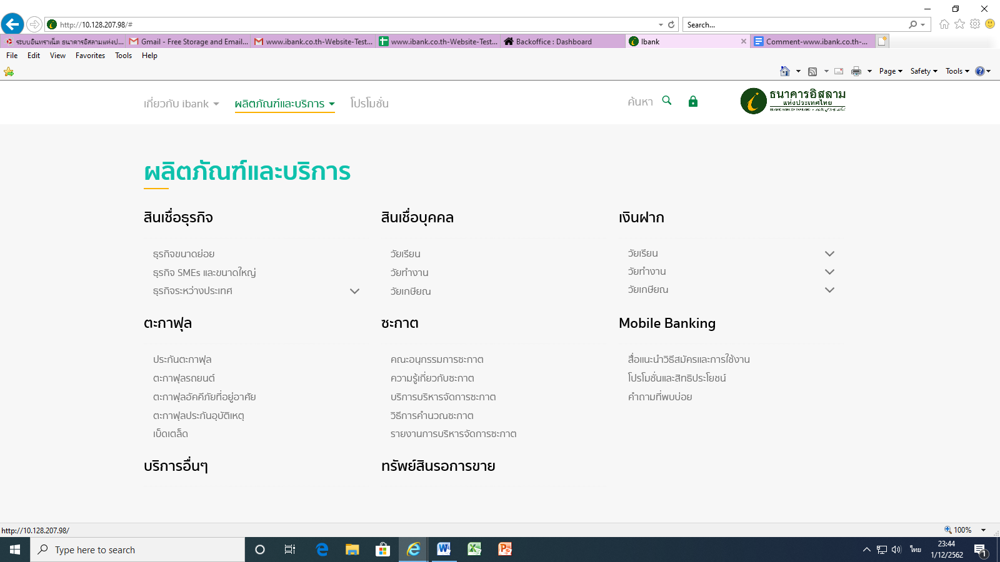 http://10.128.207.98/#
Search...
ระบบอินทราเน็ต ธนาคารอิสลามแห่งป...
Gmail - Free Storage and Email...
www.ibank.co.th-Website-Test...
www.ibank.co.th-Website-Test...
Backoffice : Dashboard
Ibank
Comment-www.ibank.co.th-...
File Edit View Favorites Tools Help
Page Safety Tools
เกี่ยวกับ ibank ผลิตภัณฑ์และบริการ โปรโมชั่น ค้นหา
ธนาคารอิสลาม
แห่งประเทศไทย
ISLAMIC BANK OF THAILAND
ผลิตภัณฑ์และบริการ
สินเชื่อธุรกิจ
ธุรกิจขนาดย่อย
ธุรกิจ SMEs และขนาดใหญ่
ธุรกิจระหว่างประเทศ
สินเชื่อบุคคล
วัยเรียน
วัยทำงาน
วัยเกษียณ
เงินฝาก
วัยเรียน
วัยทำงาน
วัยเกษียณ
ตะกาฟุล
ประกันตะกาฟุล
ตะกาฟุลรถยนต์
ตะกาฟุลอัคคีภัยที่อยู่อาศัย
ตะกาฟุลประกันอุบัติเหตุ
เบ็ดเตล็ด
ซะกาต
คณะอนุกรรมการซะกาต
ความรู้เกี่ยวกับซะกาต
บริการบริหารจัดการซะกาต
วิธีการคำนวณซะกาต
รายงานการบริหารจัดการซะกาต
Mobile Banking
สื่อแนะนำวิธีสมัครและการใช้งาน
โปรโมชั่นและสิทธิประโยชน์
คำถามที่พบบ่อย
บริการอื่นๆ
ทรัพย์สินรอการขาย
http://10.128.207.98/
100%
Type here to search
ไทย
23:44
1/12/2562
1